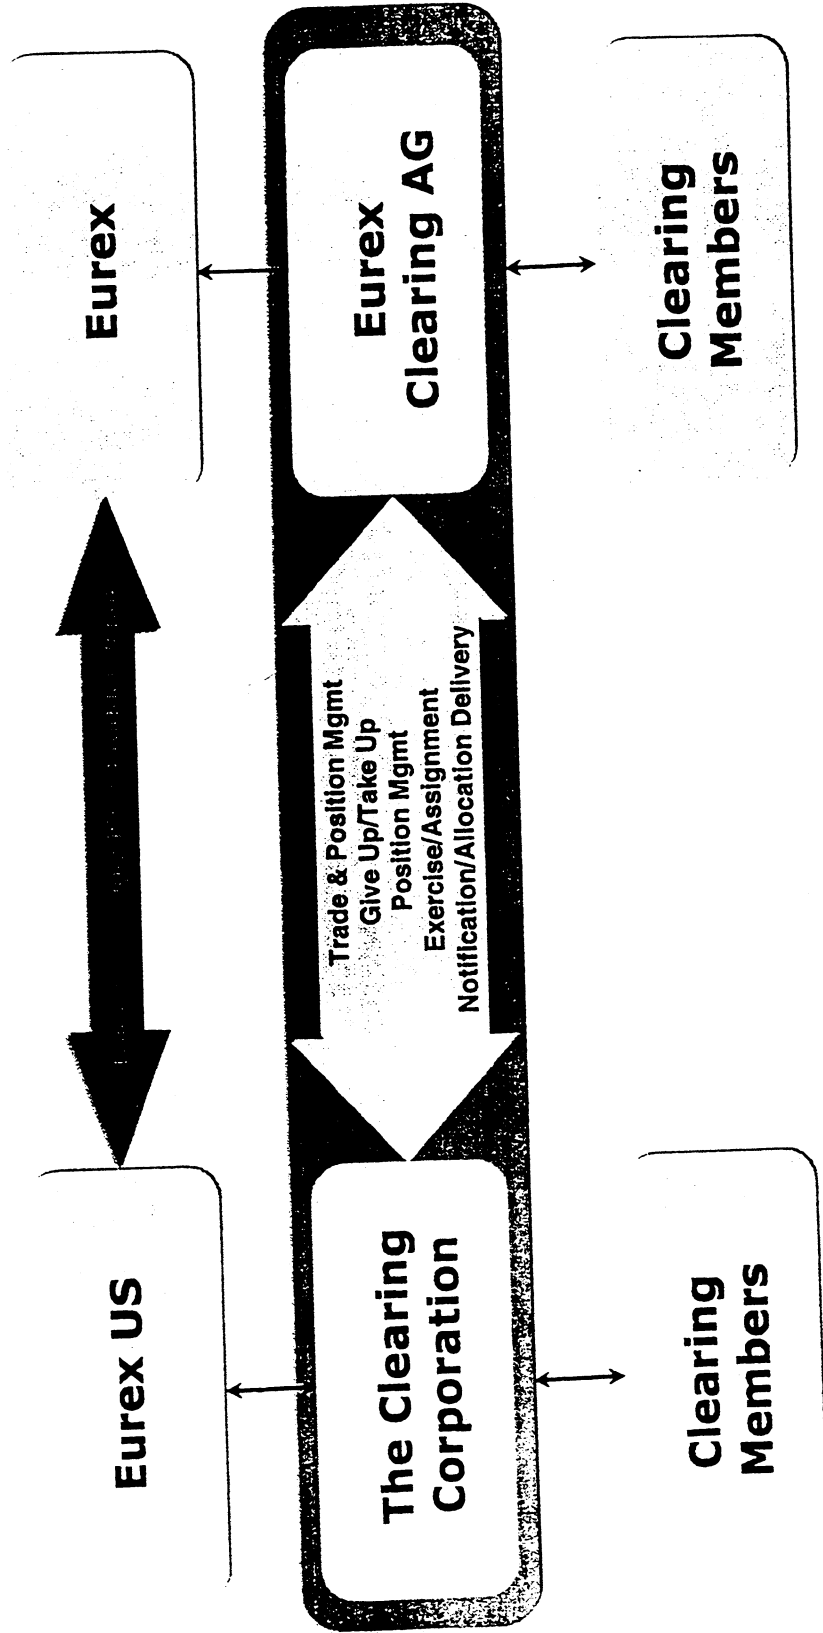 Eurex US
Eurex
The Clearing
Corporation
Trade & Position Mgmt
Give Up/Take Up
Position Mgmt
Exercise/Assignment
Notification/Allocation Delivery
Eurex
Clearing AG
Clearing
Members
Clearing
Members